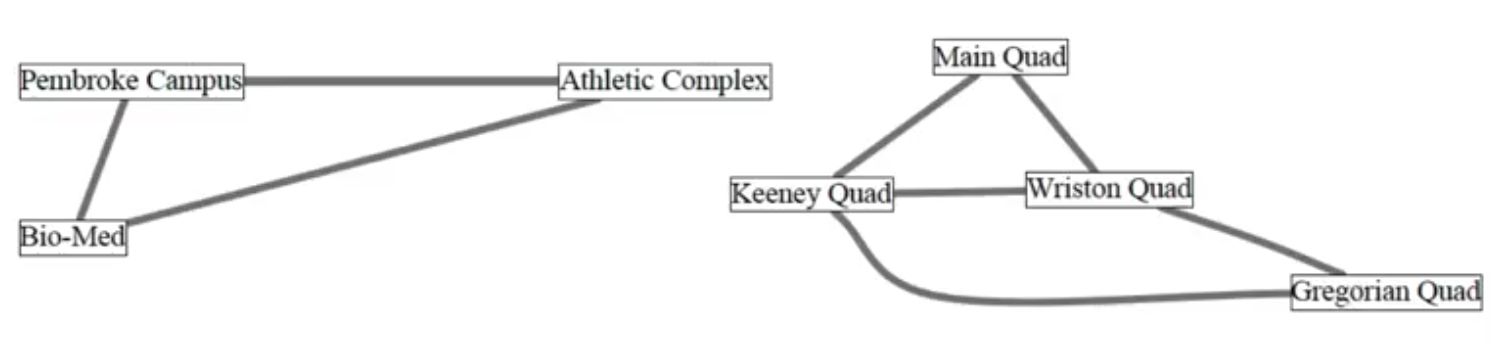 Main Quad
Pembroke Campus
Athletic Complex
Keeney Quad
Wriston Quad
Bio-Med
Gregorian Quad